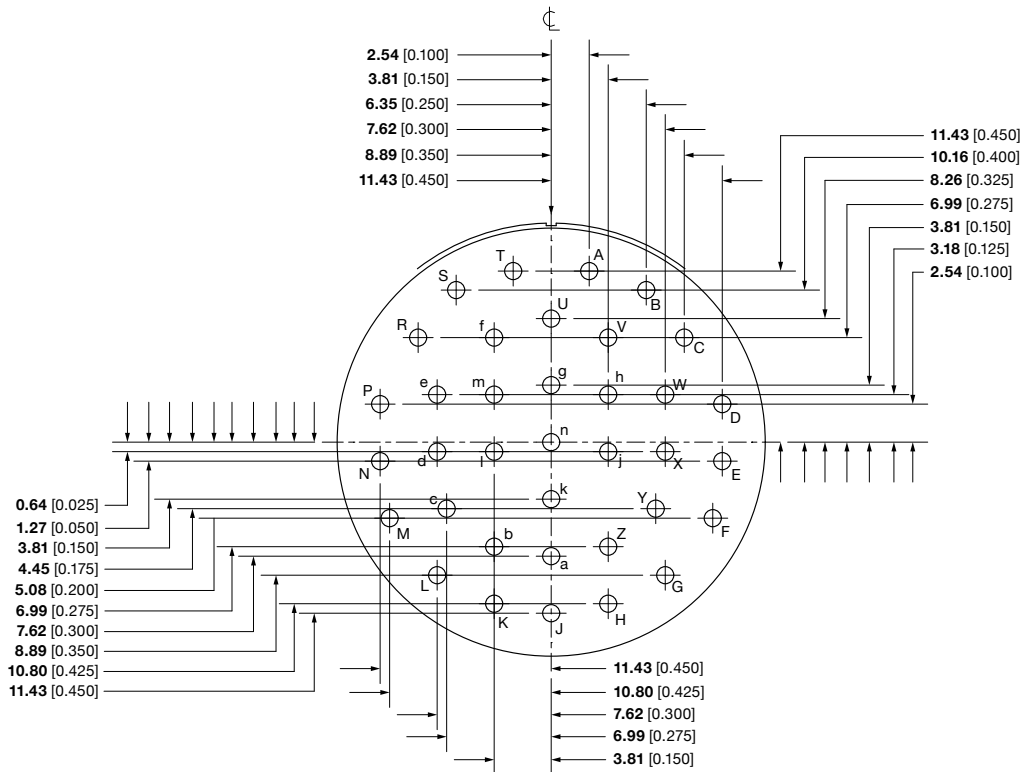 ℄
2.54 [0.100]
3.81 [0.150]
6.35 [0.250]
7.62 [0.300]
8.89 [0.350]
11.43 [0.450]
11.43 [0.450]
10.16 [0.400]
8.26 [0.325]
6.99 [0.275]
3.81 [0.150]
3.18 [0.125]
2.54 [0.100]
T A
S B
U
R f V C
g
P e m h W D
n
N d l j X E
k
M c Y F
b Z
a
L G
K J H
0.64 [0.025]
1.27 [0.050]
3.81 [0.150]
4.45 [0.175]
5.08 [0.200]
6.99 [0.275]
7.62 [0.300]
8.89 [0.350]
10.80 [0.425]
11.43 [0.450]
11.43 [0.450]
10.80 [0.425]
7.62 [0.300]
6.99 [0.275]
3.81 [0.150]